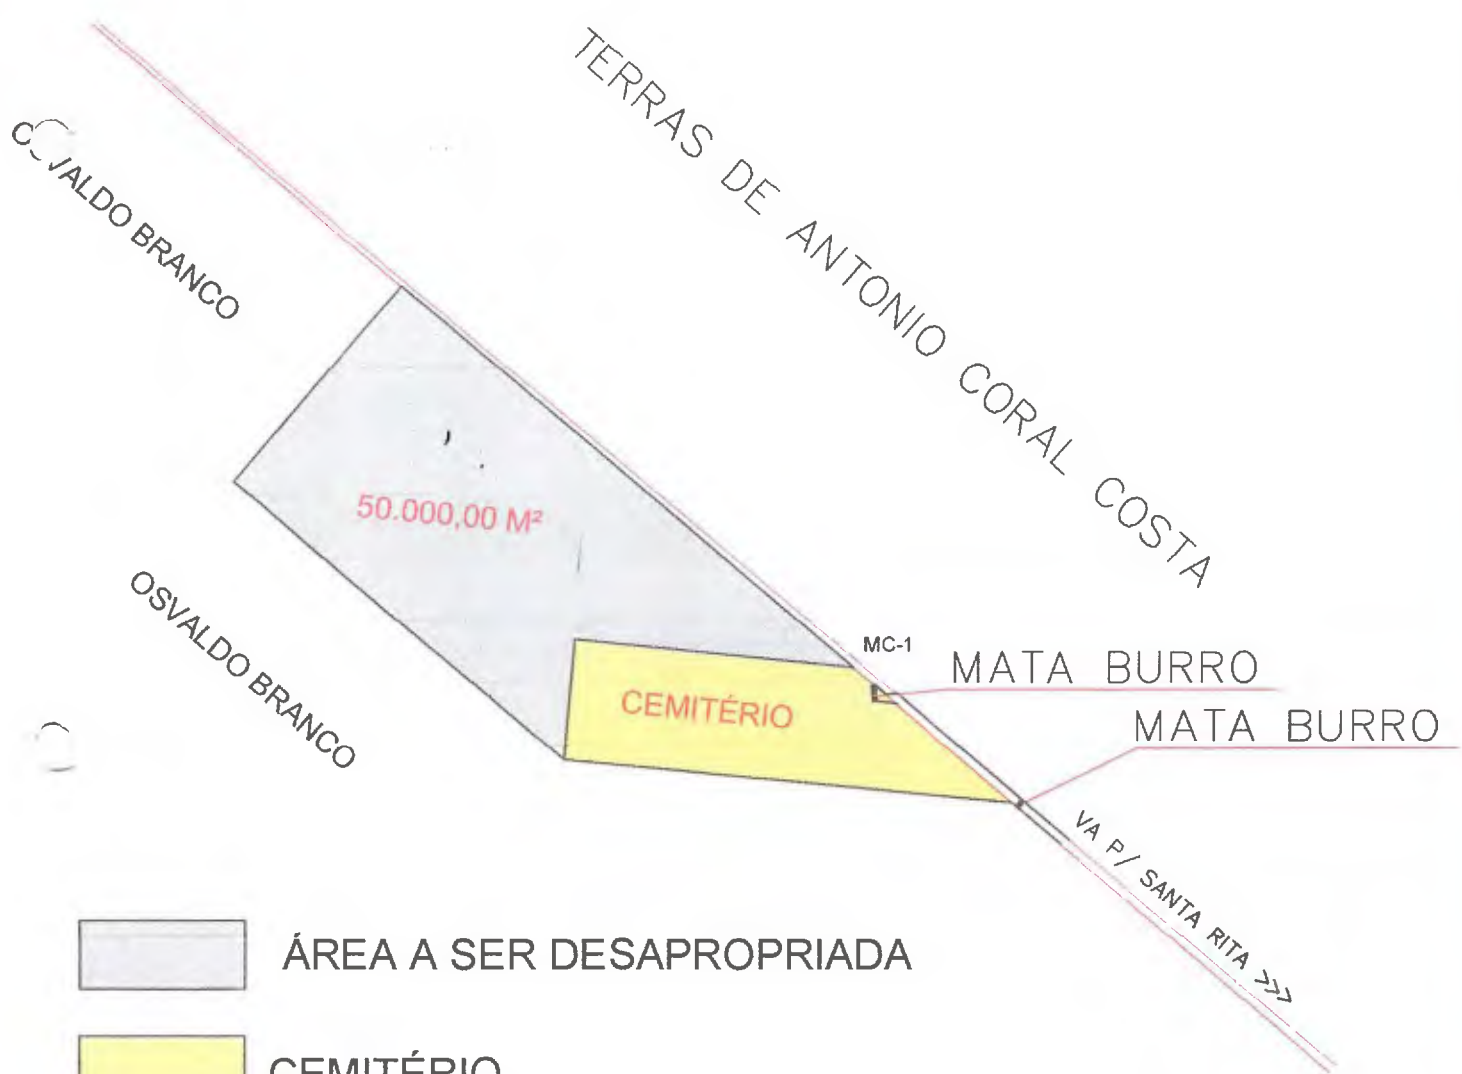 TERRAS DE ANTONIO CORAL COSTA
BRANCO
50.000,00 M²
OSVALDO BRANCO
MC-1
MATA BURRO
CEMITÉRIO
MATA BURRO
VA P/ SANTA RITA >>>
ÁREA A SER DESAPROPRIADA
CEMITÉRIO